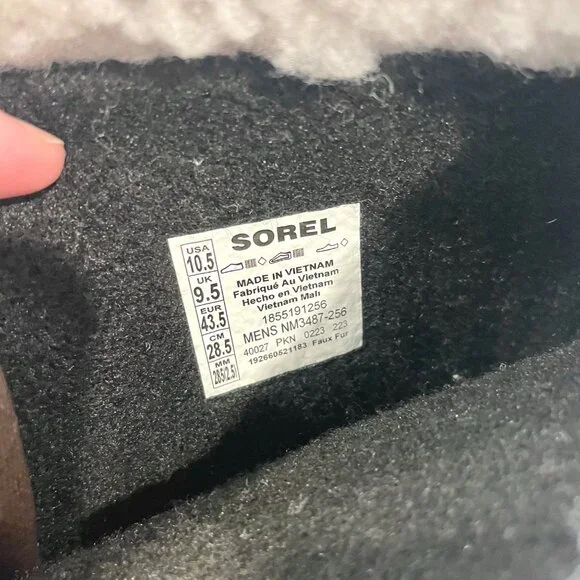 USA
10.5
UK
9.5
EUR
43.5
CM
28.5
MM
285(2.5)
SOREL
MADE IN VIETNAM
Fabriqué Au Vietnam
Hecho en Vietnam
Vietnam Malı
1855191256
MENS NM3487-256
40027 PKN 0223 223
192660521183 Faux Fur